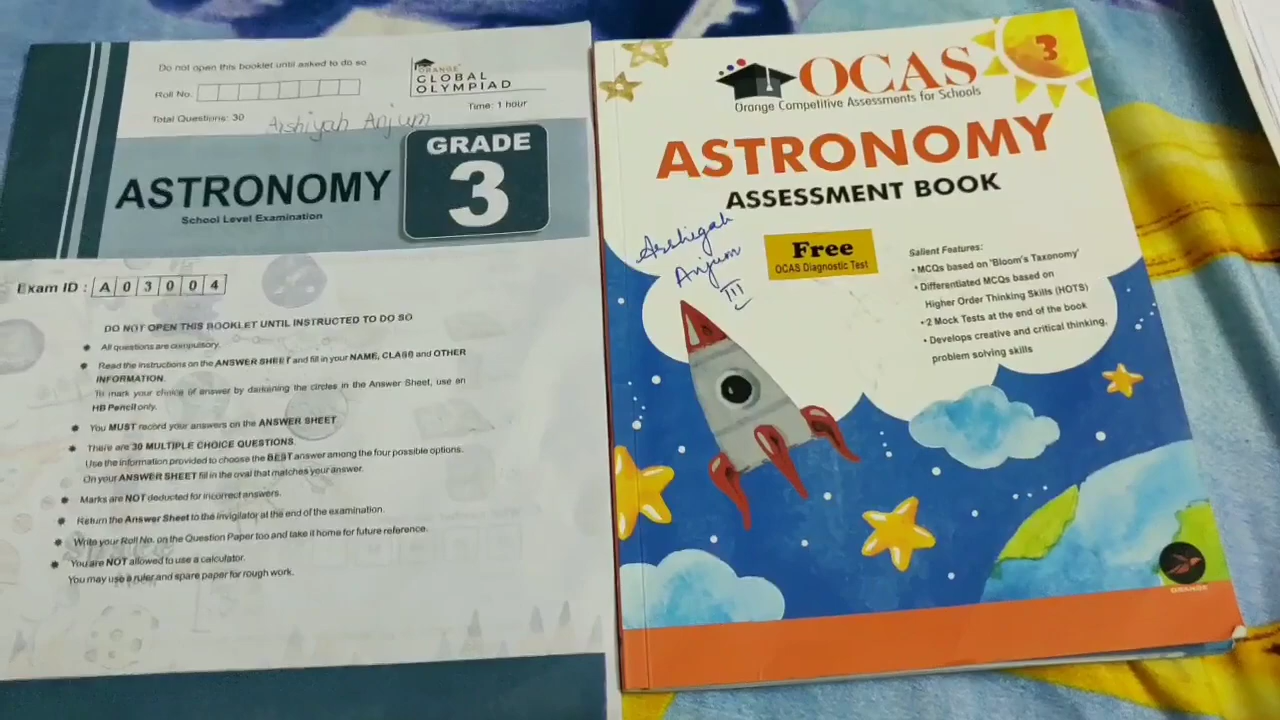 Do not open this booklet until asked to do so
Roll No.
Total Questions: 30
Arshiyah Anjum
ORANGE
GLOBAL
OLYMPIAD
Time: 1 hour
ASTRONOMY
School Level Examination
GRADE
3
Exam ID : A03004
DO NOT OPEN THIS BOOKLET UNTIL INSTRUCTED TO DO SO
All questions are compulsory.
Read the instructions on the ANSWER SHEET and fill in your NAME, CLASS and OTHER
INFORMATION.
To mark your choice of answer by darkening the circles in the Answer Sheet, use an
HB Pencil only.
You MUST record your answers on the ANSWER SHEET
There are 30 MULTIPLE CHOICE QUESTIONS.
Use the information provided to choose the BEST answer among the four possible options.
On your ANSWER SHEET fill in the oval that matches your answer.
Marks are NOT deducted for incorrect answers.
Return the Answer Sheet to the invigilator at the end of the examination.
Write your Roll No. on the Question Paper too and take it home for future reference.
You are NOT allowed to use a calculator.
You may use a ruler and spare paper for rough work.
OCAS
Orange Competitive Assessments for Schools
3
ASTRONOMY
ASSESSMENT BOOK
Arshiyah
Anjum
III
Free
OCAS Diagnostic Test
Salient Features:
• MCQs based on 'Bloom's Taxonomy'
• Differentiated MCQs based on
Higher Order Thinking Skills (HOTS)
• 2 Mock Tests at the end of the book
• Develops creative and critical thinking,
problem solving skills
ORANGE